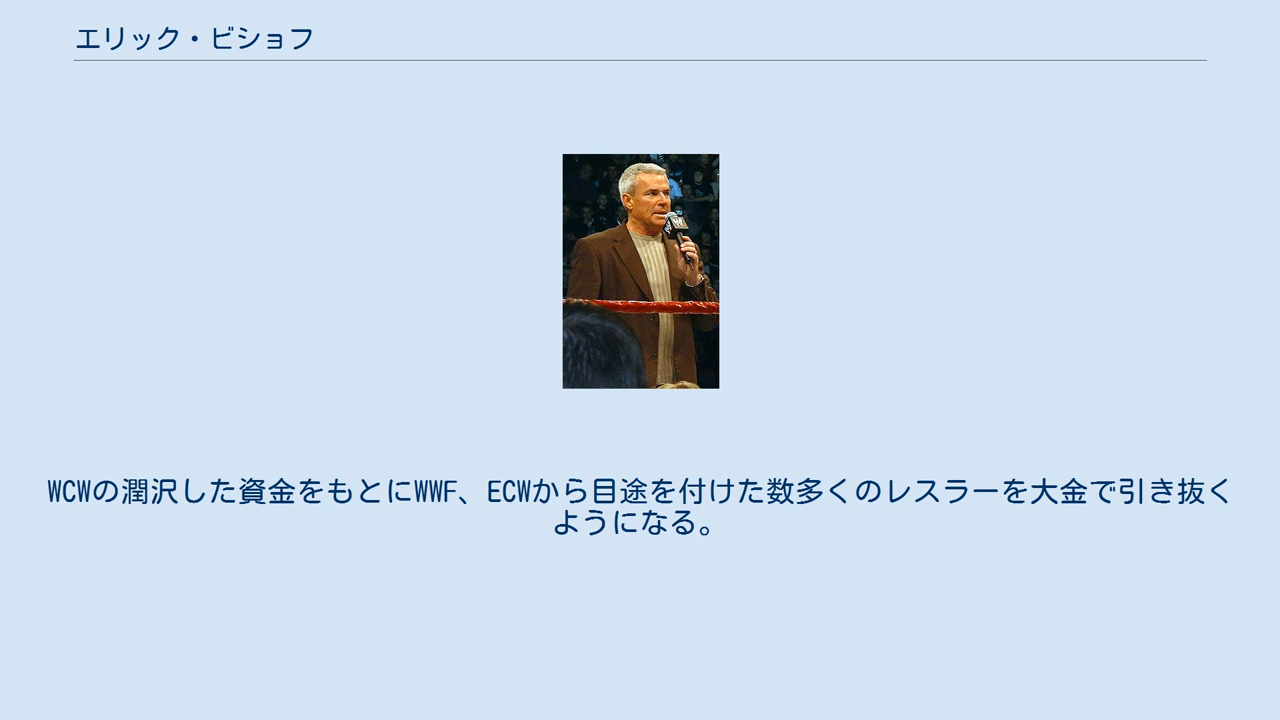 エリック・ビショフ
WCWの潤沢した資金をもとにWWF、ECWから目途を付けた数多くのレスラーを大金で引き抜く
ようになる。